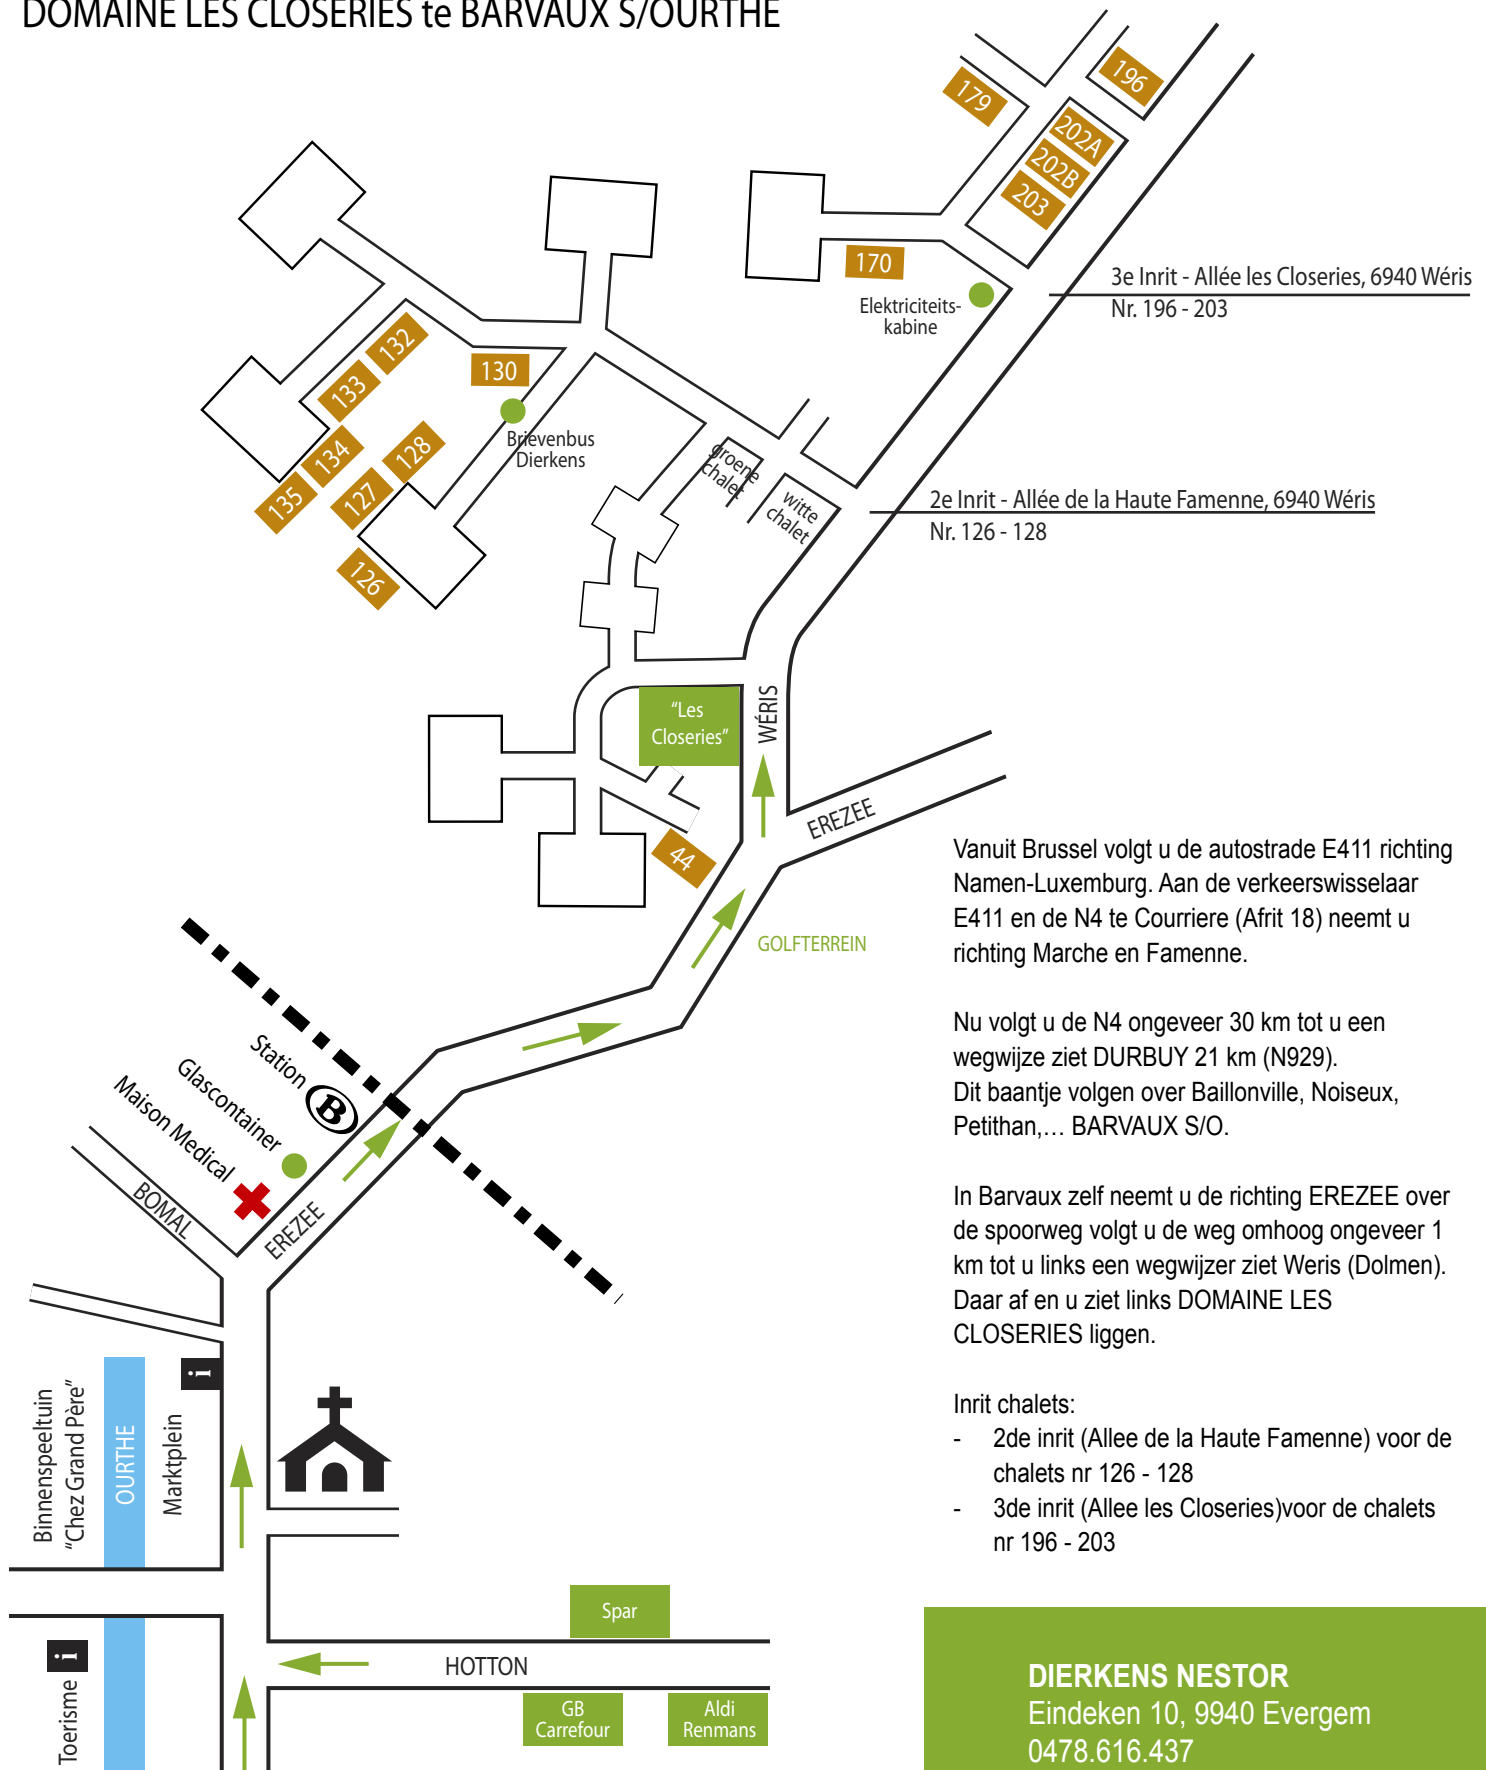 DOMAINE LES CLOSERIES te BARVAUX S/OURTHE
196
179
202A
202B
203
170
Elektriciteits-
kabine
3e Inrit - Allée les Closeries, 6940 Wéris
Nr. 196 - 203
132
133
130
Brievenbus
Dierkens
134
128
135
127
126
groene
chalet
witte
chalet
2e Inrit - Allée de la Haute Famenne, 6940 Wéris
Nr. 126 - 128
“Les
Closeries”
WÉRIS
EREZEE
44
GOLFTERREIN
Station
B
Glascontainer
Maison Medical
BOMAL
EREZEE
i
Binnenspeeltuin
“Chez Grand Père”
OURTHE
Marktplein
Spar
HOTTON
GB
Carrefour
Aldi
Renmans
i
Toerisme
Vanuit Brussel volgt u de autostrade E411 richting
Namen-Luxemburg. Aan de verkeerswisselaar
E411 en de N4 te Courriere (Afrit 18) neemt u
richting Marche en Famenne.
Nu volgt u de N4 ongeveer 30 km tot u een
wegwijze ziet DURBUY 21 km (N929).
Dit baantje volgen over Baillonville, Noiseux,
Petithan,… BARVAUX S/O.
In Barvaux zelf neemt u de richting EREZEE over
de spoorweg volgt u de weg omhoog ongeveer 1
km tot u links een wegwijzer ziet Weris (Dolmen).
Daar af en u ziet links DOMAINE LES
CLOSERIES liggen.
Inrit chalets:
- 2de inrit (Allee de la Haute Famenne) voor de
chalets nr 126 - 128
- 3de inrit (Allee les Closeries)voor de chalets
nr 196 - 203
DIERKENS NESTOR
Eindeken 10, 9940 Evergem
0478.616.437